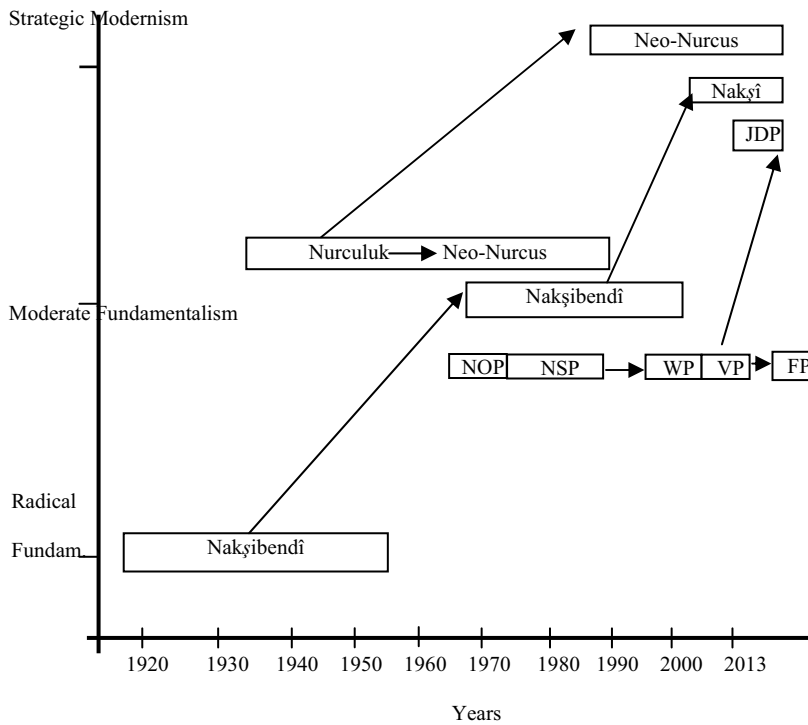 Strategic Modernism
Neo-Nurcus
Nakşî
JDP
Nurculuk Neo-Nurcus
Nakşibendî
Moderate Fundamentalism
NOP NSP WP VP FP
Radical
Fundam.
Nakşibendî
1920 1930 1940 1950 1960 1970 1980 1990 2000 2013
Years